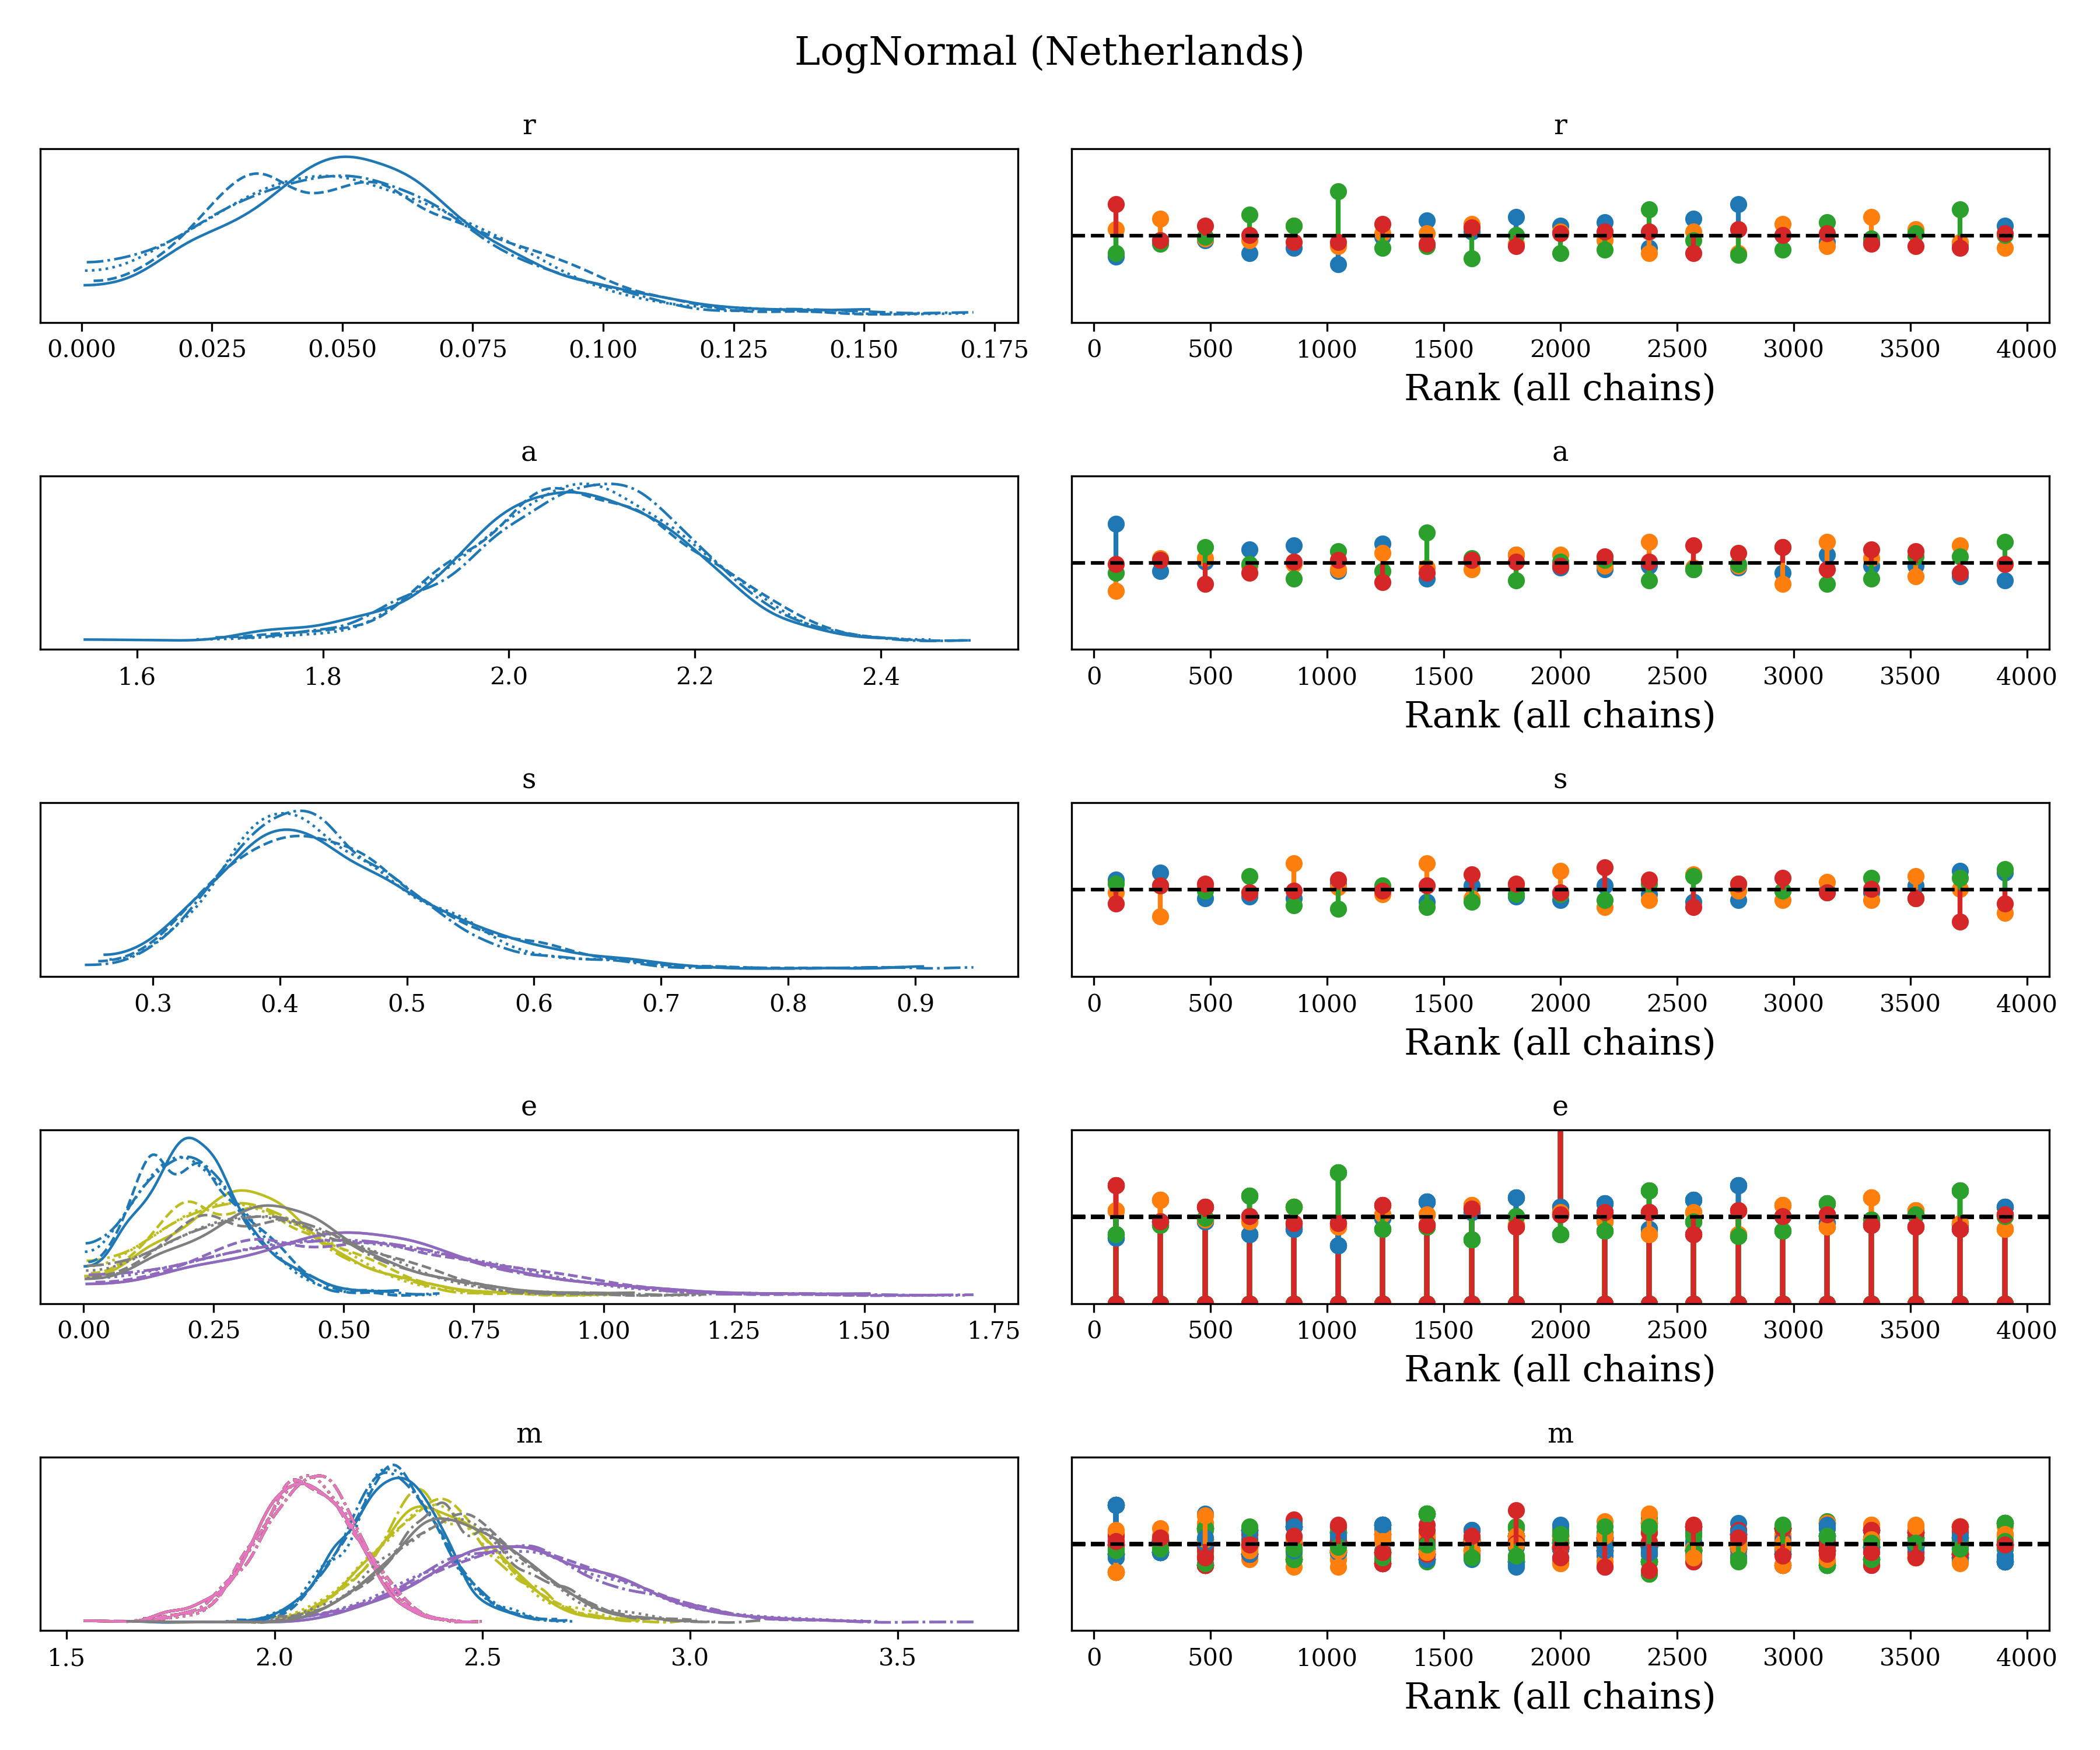 LogNormal (Netherlands)
r
r
0.000 0.025 0.050 0.075 0.100 0.125 0.150 0.175
0 500 1000 1500 2000 2500 3000 3500 4000
Rank (all chains)
a
a
1.6 1.8 2.0 2.2 2.4
0 500 1000 1500 2000 2500 3000 3500 4000
Rank (all chains)
s
s
0.3 0.4 0.5 0.6 0.7 0.8 0.9
0 500 1000 1500 2000 2500 3000 3500 4000
Rank (all chains)
e
e
0.00 0.25 0.50 0.75 1.00 1.25 1.50 1.75
0 500 1000 1500 2000 2500 3000 3500 4000
Rank (all chains)
m
m
1.5 2.0 2.5 3.0 3.5
0 500 1000 1500 2000 2500 3000 3500 4000
Rank (all chains)